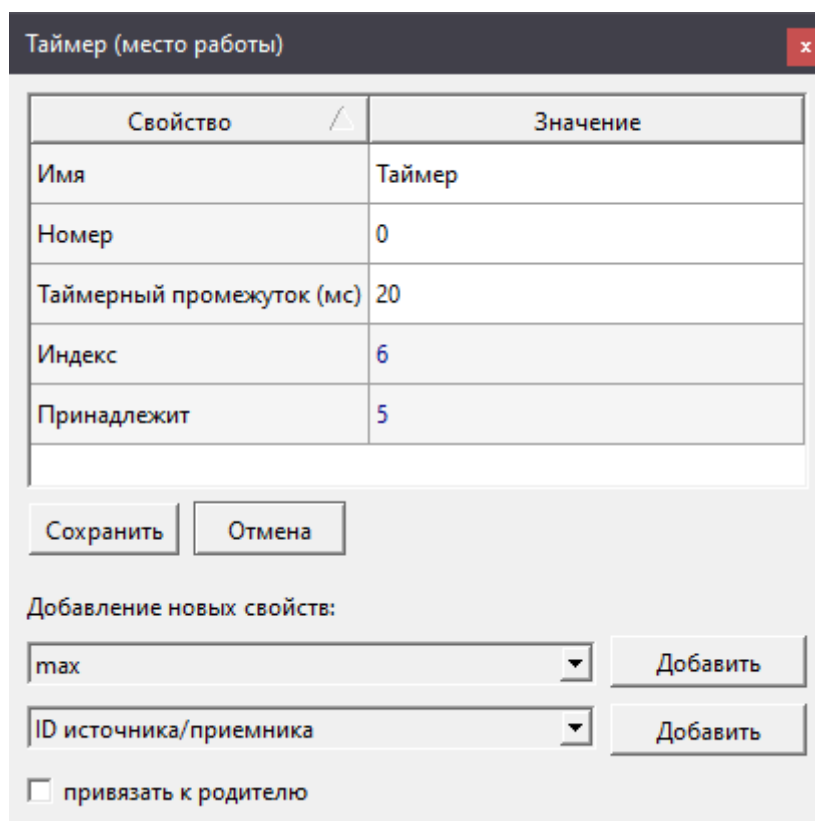 Таймер (место работы)
x
Свойство Значение
Имя Таймер
Номер 0
Таймерный промежуток (мс) 20
Индекс 6
Принадлежит 5
Сохранить Отмена
Добавление новых свойств:
max Добавить
ID источника/приемника Добавить
привязать к родителю